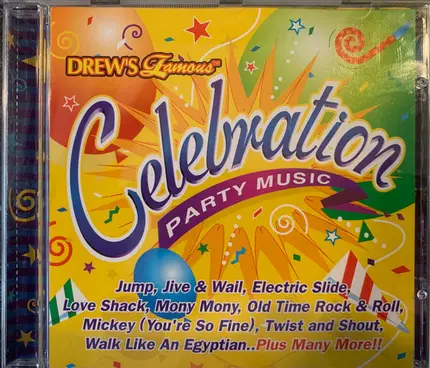 DREW'S Famous™
Celebration
PARTY MUSIC
Jump, Jive & Wail, Electric Slide,
Love Shack, Mony Mony, Old Time Rock & Roll,
Mickey (You're So Fine), Twist and Shout,
Walk Like An Egyptian..Plus Many More!!